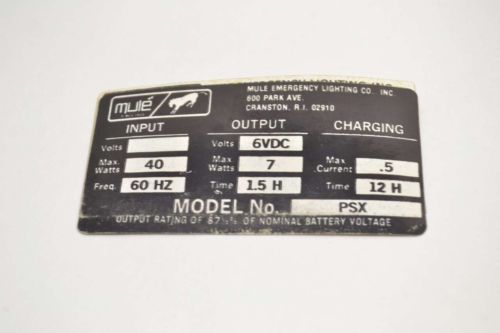 MULE EMERGENCY LIGHTING CO. INC.
600 PARK AVE.
CRANSTON, R.I. 02910
mulé
INPUT OUTPUT CHARGING
Volts Volts 6VDC
Max. Watts 40 Max. Watts 7 Max. Current .5
Freq. 60 HZ Time 1.5 H Time 12 H
MODEL No. PSX
OUTPUT RATING OF 87½% OF NOMINAL BATTERY VOLTAGE